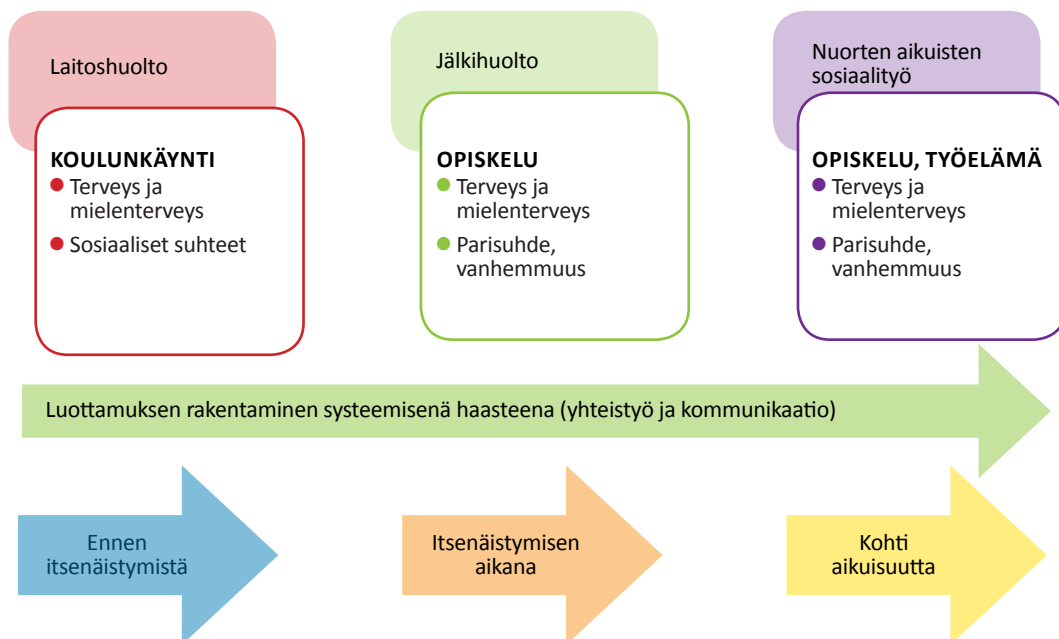 Laitoshuolto
KOULUNKÄYNTI
Terveys ja
mielenterveys
Sosiaaliset suhteet
Jälkihuolto
OPISKELU
Terveys ja
mielenterveys
Parisuhde,
vanhemmuus
Nuorten aikuisten
sosiaalityö
OPISKELU, TYÖELÄMÄ
Terveys ja
mielenterveys
Parisuhde,
vanhemmuus
Luottamuksen rakentaminen systeemisenä haasteena (yhteistyö ja kommunikaatio)
Ennen
itsenäistymistä
Itsenäistymisen
aikana
Kohti
aikuisuutta